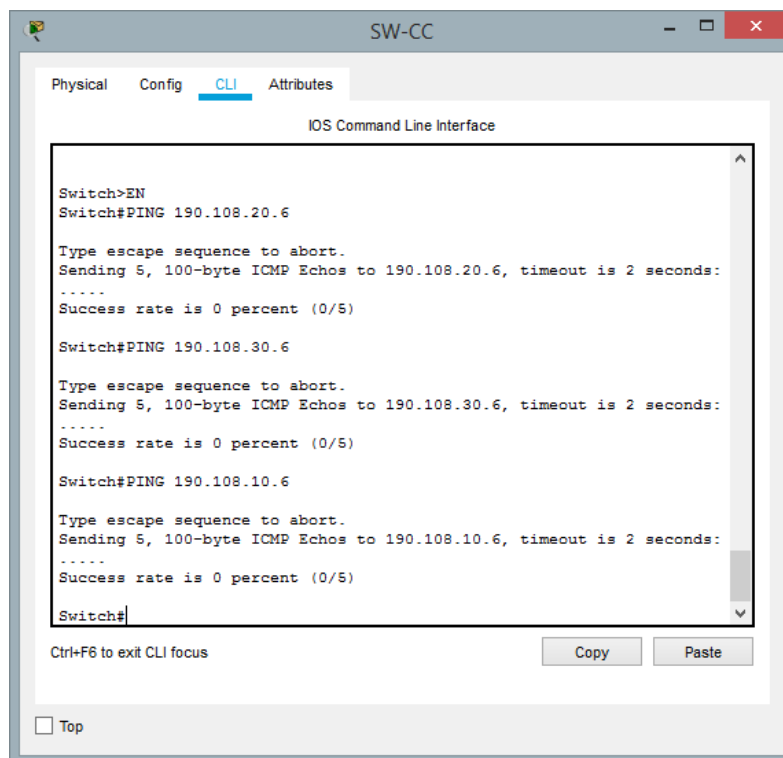 SW-CC
Physical Config CLI Attributes
IOS Command Line Interface
Switch>EN
Switch#PING 190.108.20.6
Type escape sequence to abort.
Sending 5, 100-byte ICMP Echos to 190.108.20.6, timeout is 2 seconds:
.....
Success rate is 0 percent (0/5)
Switch#PING 190.108.30.6
Type escape sequence to abort.
Sending 5, 100-byte ICMP Echos to 190.108.30.6, timeout is 2 seconds:
.....
Success rate is 0 percent (0/5)
Switch#PING 190.108.10.6
Type escape sequence to abort.
Sending 5, 100-byte ICMP Echos to 190.108.10.6, timeout is 2 seconds:
.....
Success rate is 0 percent (0/5)
Switch#
Ctrl+F6 to exit CLI focus
Copy Paste
Top